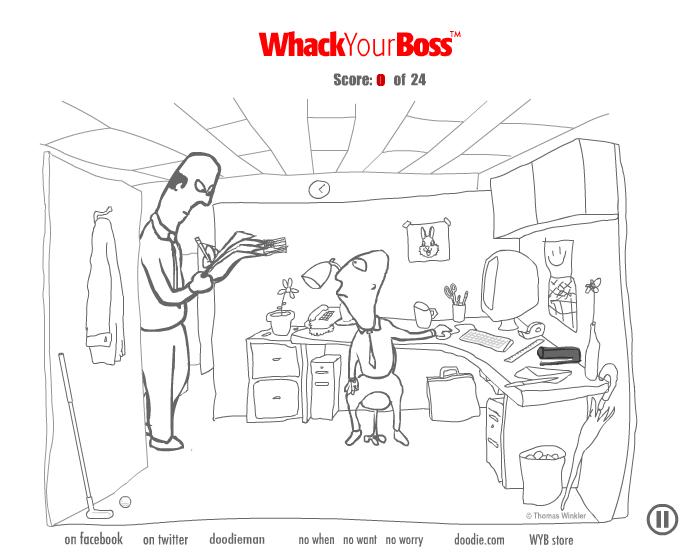 WhackYourBoss™
Score: 0 of 24
© Thomas Winkler
on facebook on twitter doodieman no when no want no worry doodie.com WYB store